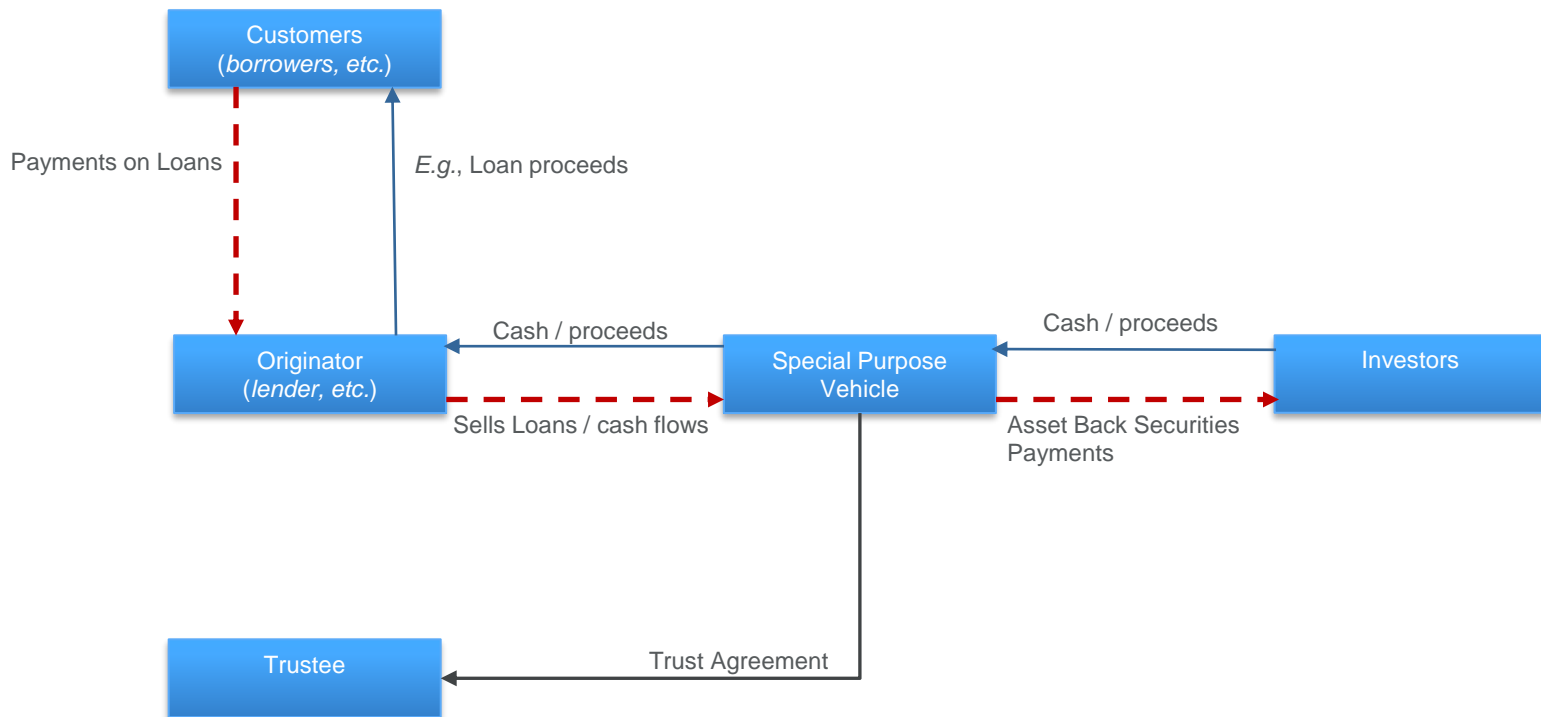 Customers
(borrowers, etc.)
Payments on Loans
E.g., Loan proceeds
Cash / proceeds
Cash / proceeds
Originator
(lender, etc.)
Special Purpose
Vehicle
Investors
Sells Loans / cash flows
Asset Back Securities
Payments
Trustee
Trust Agreement